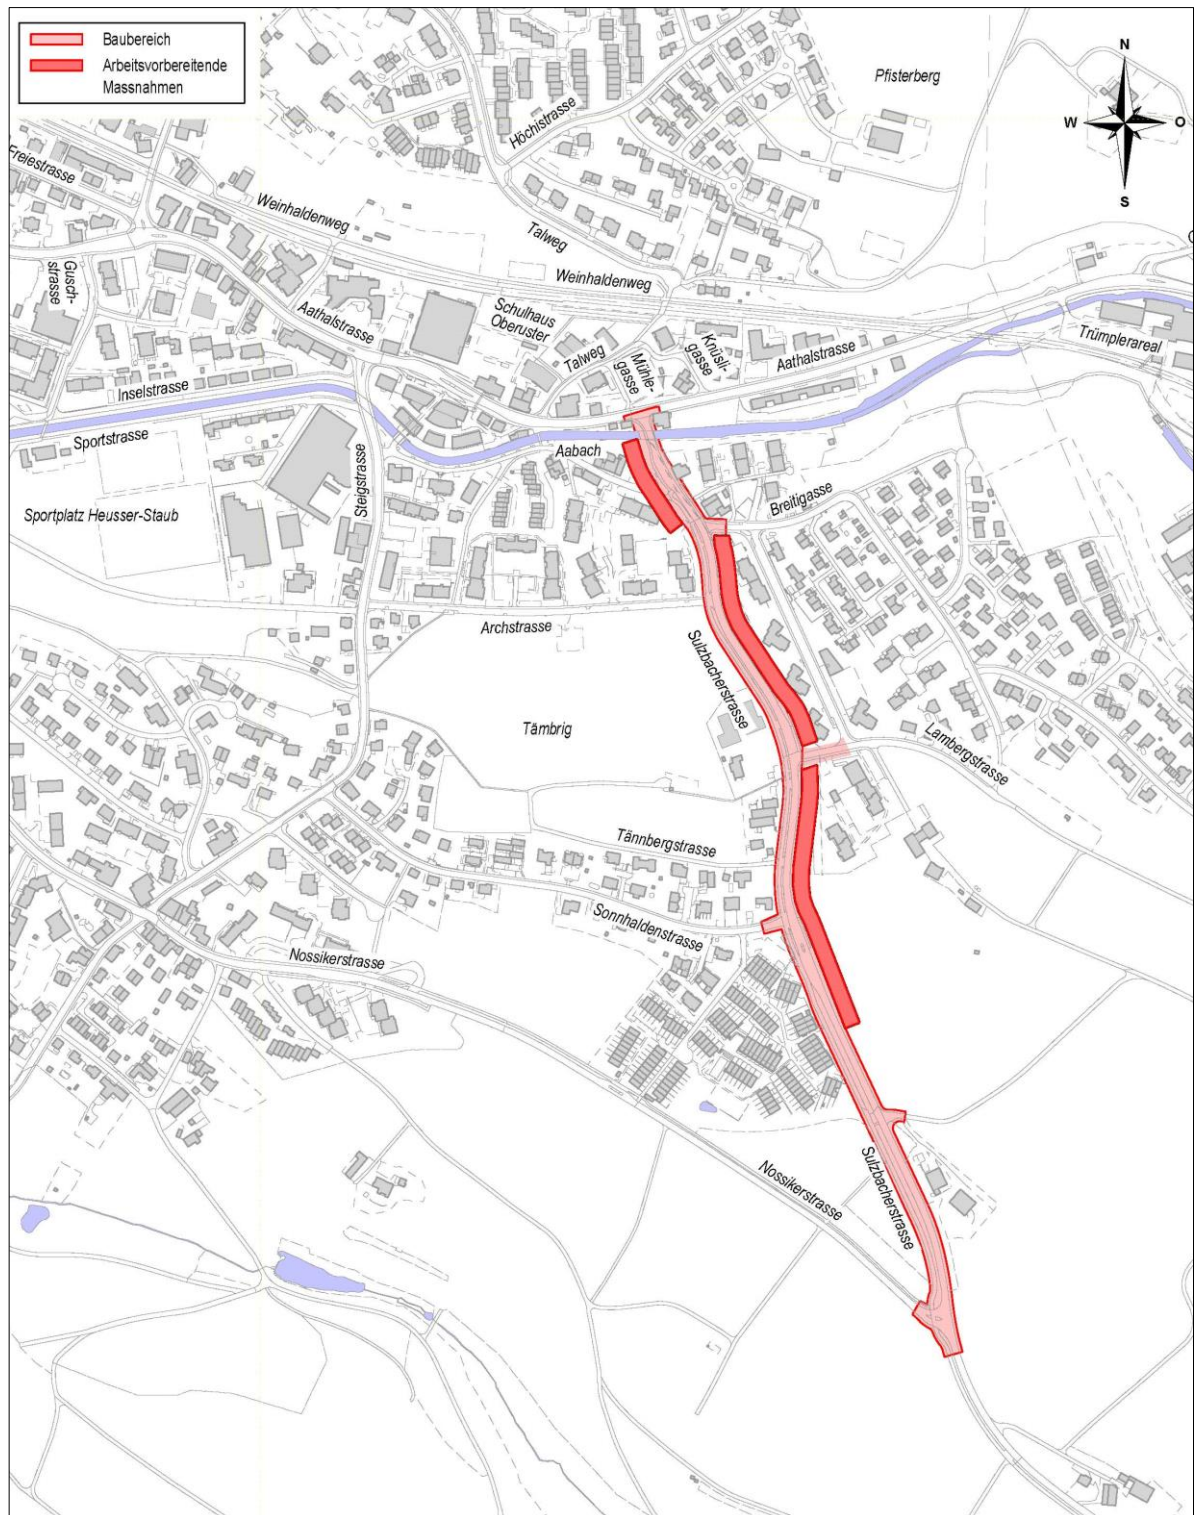 Baubereich
Arbeitsvorbereitende
Massnahmen
N
W
O
S
Pfisterberg
Höchistrasse
Freiestrasse
Weinhaldenweg
Talweg
Weinhaldenweg
Gusch-
strasse
Aathalstrasse
Schulhaus
Oberuster
Talweg
Mühle-
gasse
Knüsli-
gasse
Aathalstrasse
Trümplerareal
Inselstrasse
Sportstrasse
Aabach
Steigstrasse
Breitigasse
Sportplatz Heusser-Staub
Archstrasse
Sulzbacherstrasse
Tämbrig
Lambergstrasse
Tännbergstrasse
Sonnhaldenstrasse
Nossikerstrasse
Nossikerstrasse
Sulzbacherstrasse